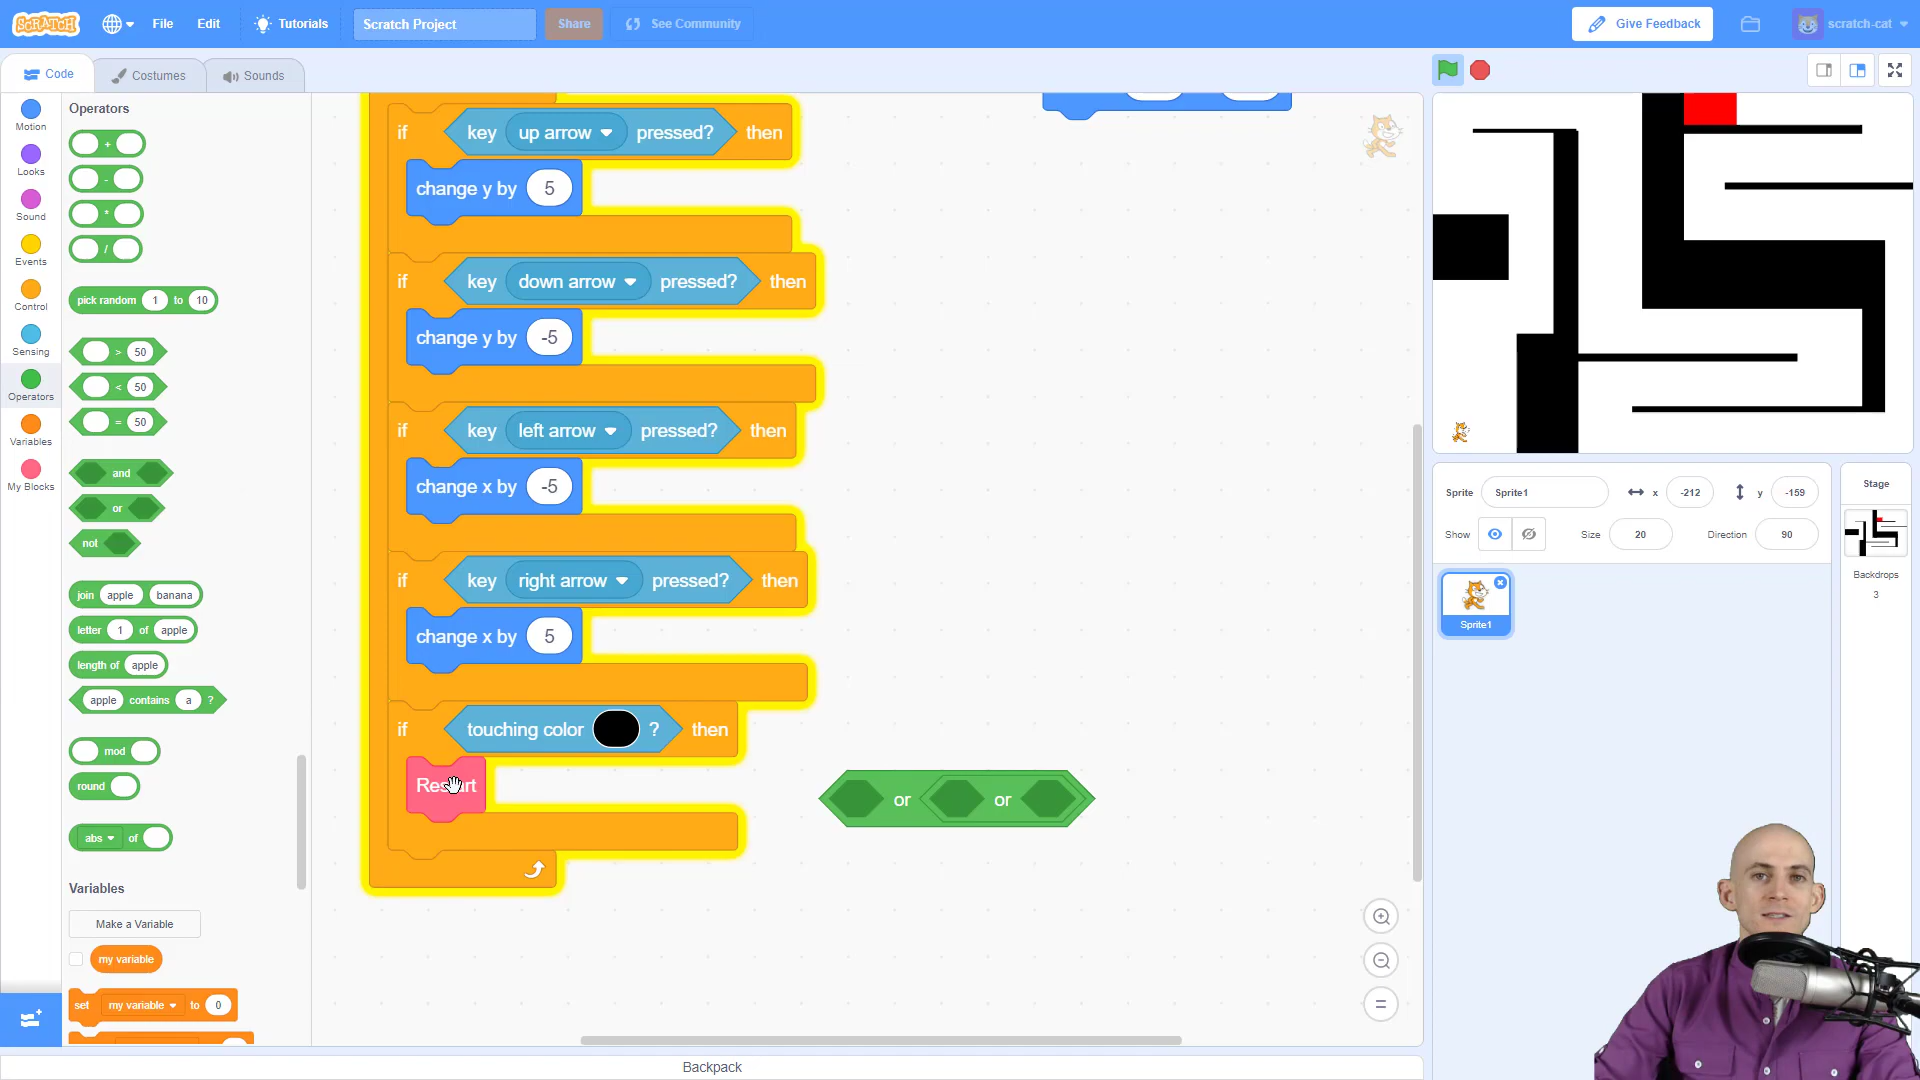 SCRATCH
File
Edit
Tutorials
Scratch Project
Share
See Community
Give Feedback
scratch-cat
Code
Costumes
Sounds
Motion
Looks
Sound
Events
Control
Sensing
Operators
Variables
My Blocks
Operators
+
-
*
/
pick random 1 to 10
> 50
< 50
= 50
and
or
not
join apple banana
letter 1 of apple
length of apple
apple contains a ?
mod
round
abs of
Variables
Make a Variable
my variable
set my variable to 0
if key up arrow pressed? then
change y by 5
if key down arrow pressed? then
change y by -5
if key left arrow pressed? then
change x by -5
if key right arrow pressed? then
change x by 5
if touching color ? then
Restart
or or
Backpack
Sprite Sprite1 x -212 y -159
Show Size 20 Direction 90
Sprite1
Stage
Backdrops
3